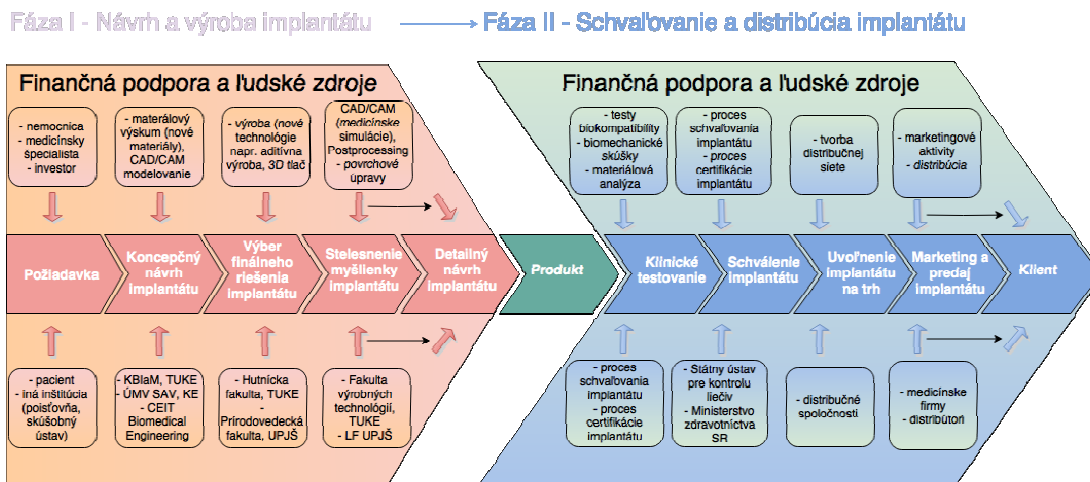 Fáza I - Návrh a výroba implantátu
Fáza II - Schvaľovanie a distribúcia implantátu
Finančná podpora a ľudské zdroje
- nemocnica
- medicínsky
špecialista
- investor
- materálový
výskum (nové
materiály),
CAD/CAM
modelovanie
- výroba (nové
technológie
napr. aditívna
výroba, 3D tlač
CAD/CAM
(medicínske
simulácie),
Postprocessing
- povrchové
úpravy
Požiadavka
Koncepčný
návrh
implantátu
Výber
finálneho
riešenia
implantátu
Stelesnenie
myšlienky
implantátu
Detailný
návrh
implantátu
Produkt
- pacient
- iná inštitúcia
(poisťovňa,
skúšobný
ústav)
- KBIaM, TUKE
- ÚMV SAV, KE
- CEIT
Biomedical
Engineering
- Hutnícka
fakulta, TUKE
-
Prírodovedecká
fakulta, UPJŠ
- Fakulta
výrobných
technológií,
TUKE
- LF UPJŠ
Finančná podpora a ľudské zdroje
- testy
biokompatibility
- biomechanické
skúšky
- materiálová
analýza
- proces
schvaľovania
implantátu
- proces
certifikácie
implantátu
- tvorba
distribučnej
siete
- marketingové
aktivity
- distribúcia
Klinické
testovanie
Schválenie
implantátu
Uvoľnenie
implantátu
na trh
Marketing a
predaj
implantátu
Klient
- proces
schvaľovania
implantátu
- proces
certifikácie
implantátu
- Štátny ústav
pre kontrolu
liečiv
- Ministerstvo
zdravotníctva
SR
- distribučné
spoločnosti
- medicínske
firmy
- distribútori